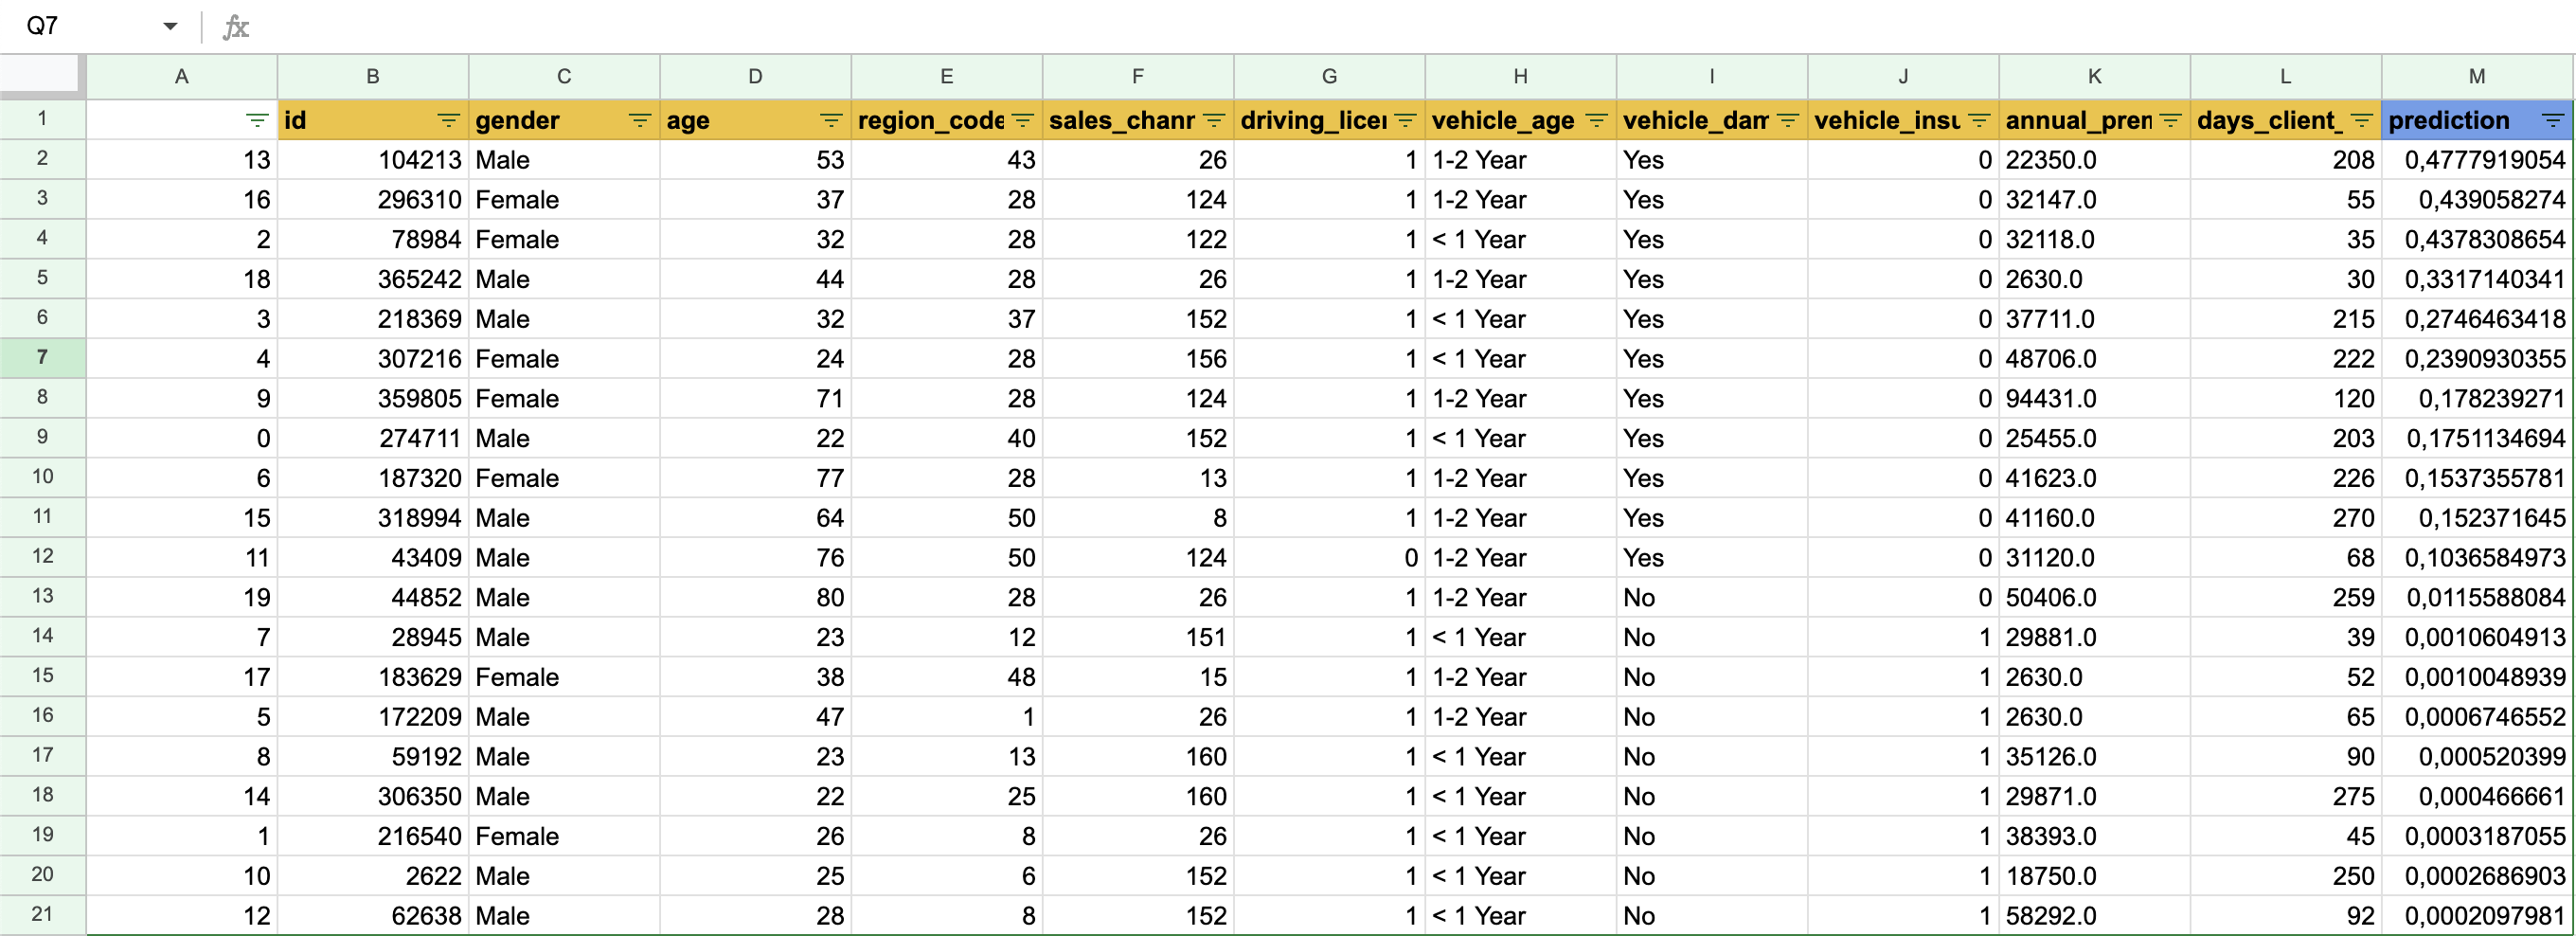 Q7 fx
A B C D E F G H I J K L M
1 id gender age region_code sales_chanr driving_licei vehicle_age vehicle_dam vehicle_insu annual_pren days_client_ prediction
2 13 104213 Male 53 43 26 1 1-2 Year Yes 0 22350.0 208 0,4777919054
3 16 296310 Female 37 28 124 1 1-2 Year Yes 0 32147.0 55 0,439058274
4 2 78984 Female 32 28 122 1 < 1 Year Yes 0 32118.0 35 0,4378308654
5 18 365242 Male 44 28 26 1 1-2 Year Yes 0 2630.0 30 0,3317140341
6 3 218369 Male 32 37 152 1 < 1 Year Yes 0 37711.0 215 0,2746463418
7 4 307216 Female 24 28 156 1 < 1 Year Yes 0 48706.0 222 0,2390930355
8 9 359805 Female 71 28 124 1 1-2 Year Yes 0 94431.0 120 0,178239271
9 0 274711 Male 22 40 152 1 < 1 Year Yes 0 25455.0 203 0,1751134694
10 6 187320 Female 77 28 13 1 1-2 Year Yes 0 41623.0 226 0,1537355781
11 15 318994 Male 64 50 8 1 1-2 Year Yes 0 41160.0 270 0,152371645
12 11 43409 Male 76 50 124 0 1-2 Year Yes 0 31120.0 68 0,1036584973
13 19 44852 Male 80 28 26 1 1-2 Year No 0 50406.0 259 0,0115588084
14 7 28945 Male 23 12 151 1 < 1 Year No 1 29881.0 39 0,0010604913
15 17 183629 Female 38 48 15 1 1-2 Year No 1 2630.0 52 0,0010048939
16 5 172209 Male 47 1 26 1 1-2 Year No 1 2630.0 65 0,0006746552
17 8 59192 Male 23 13 160 1 < 1 Year No 1 35126.0 90 0,000520399
18 14 306350 Male 22 25 160 1 < 1 Year No 1 29871.0 275 0,000466661
19 1 216540 Female 26 8 26 1 < 1 Year No 1 38393.0 45 0,0003187055
20 10 2622 Male 25 6 152 1 < 1 Year No 1 18750.0 250 0,0002686903
21 12 62638 Male 28 8 152 1 < 1 Year No 1 58292.0 92 0,0002097981